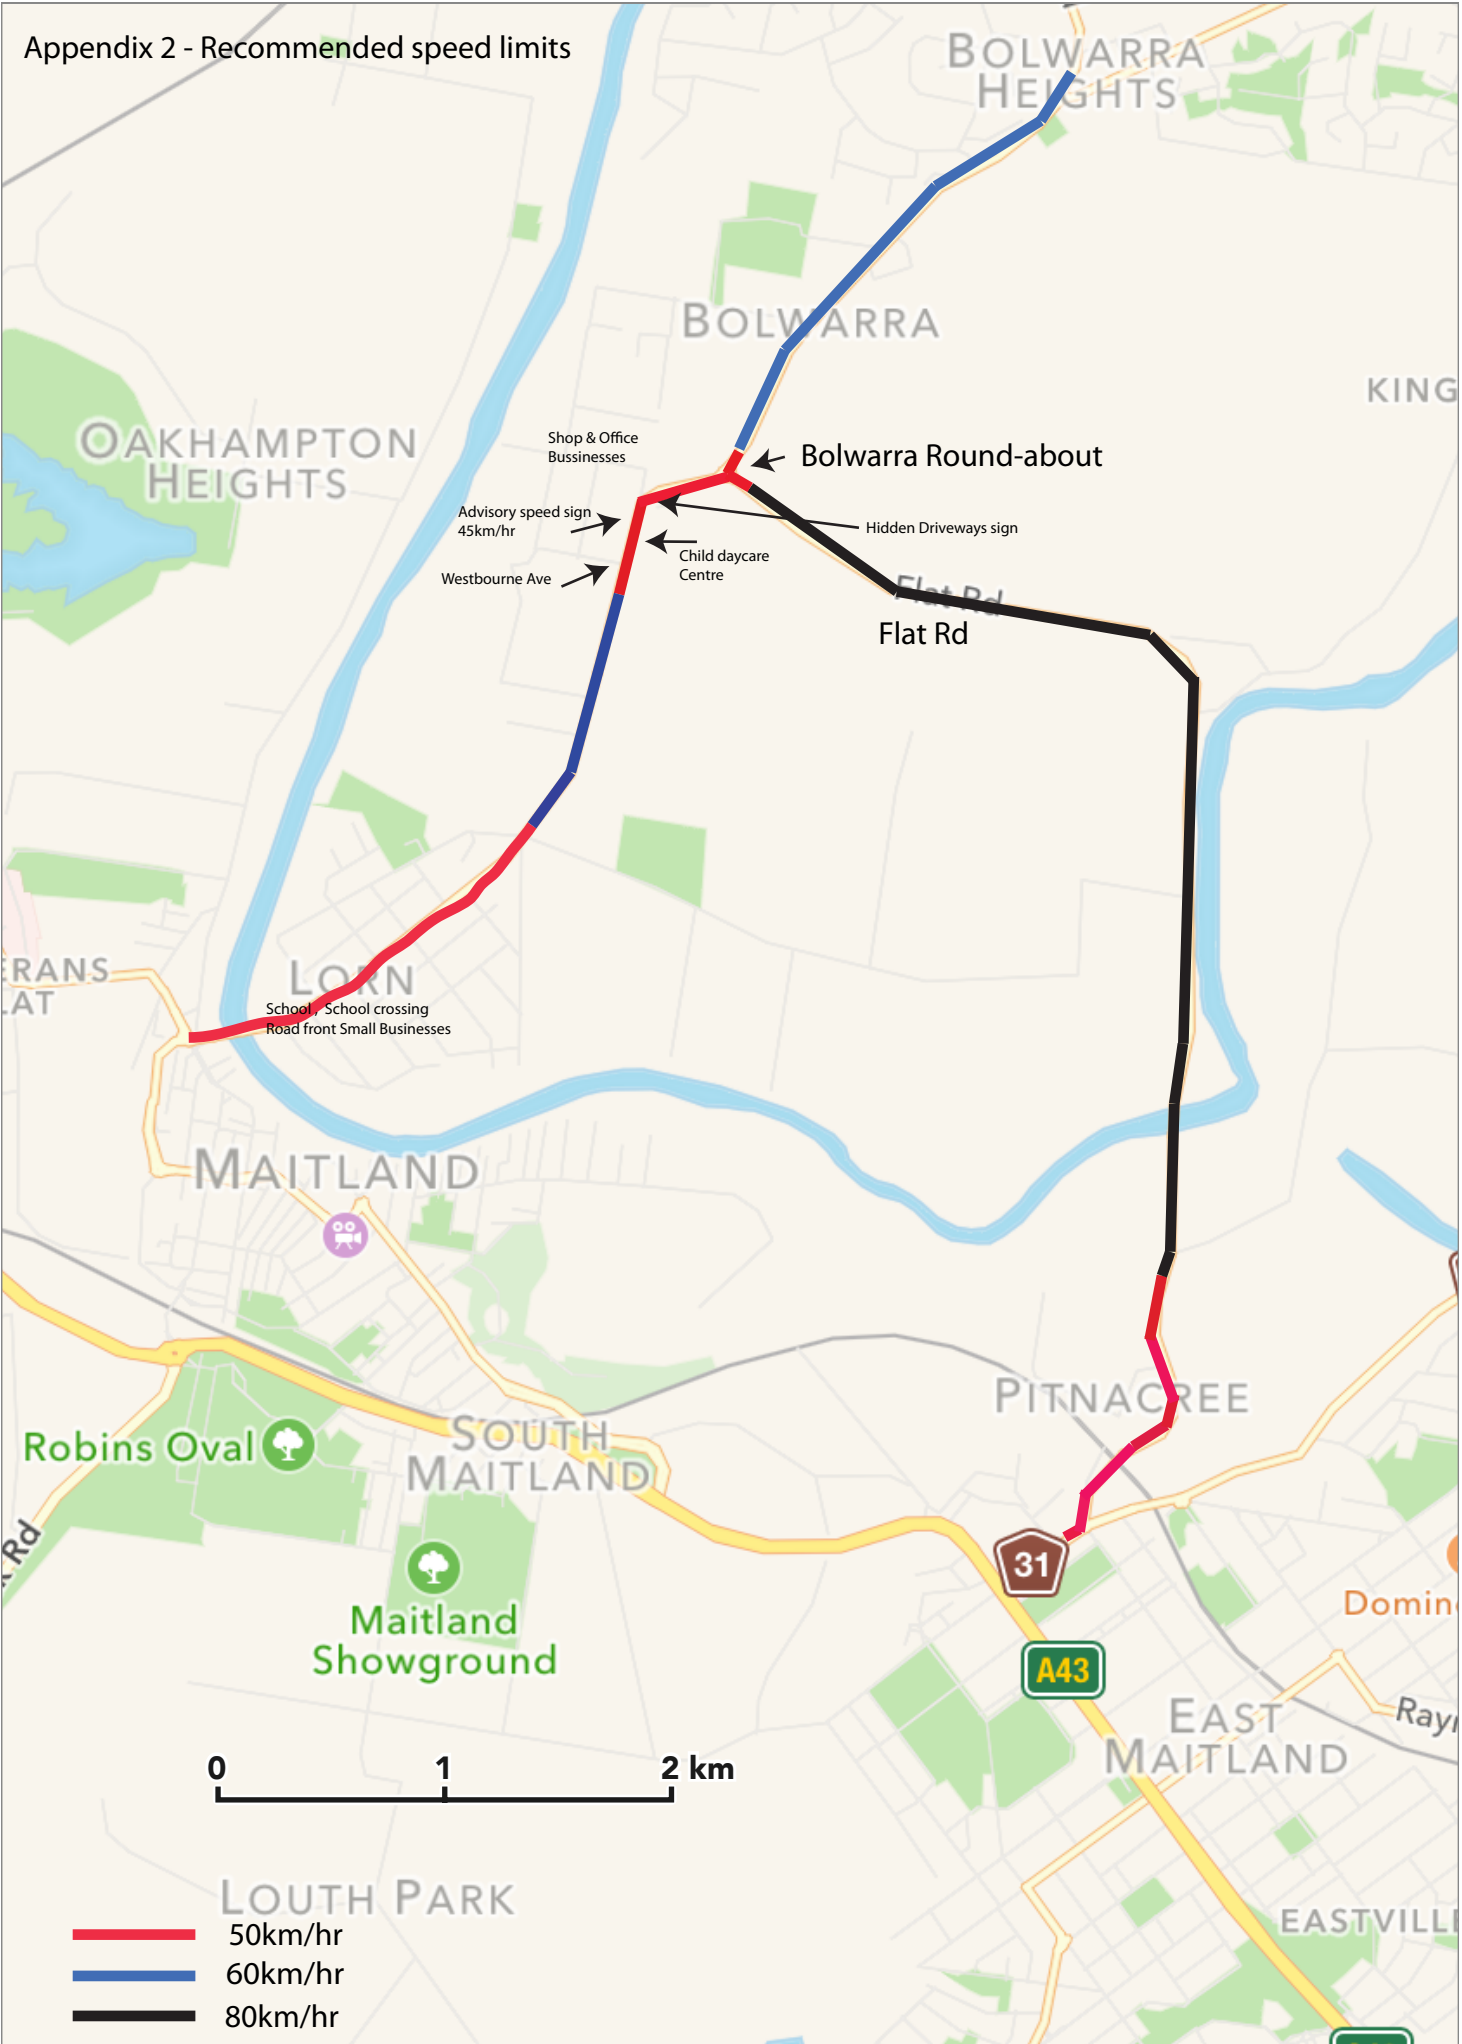 Appendix 2 - Recommended speed limits
BOLWARRA
HEIGHTS
BOLWARRA
KING
OAKHAMPTON
HEIGHTS
Shop & Office
Bussinesses
Bolwarra Round-about
Advisory speed sign
45km/hr
Hidden Driveways sign
Child daycare
Centre
Westbourne Ave
Flat Rd
Flat Rd
ERANS
LAT
LORN
School, School crossing
Road front Small Businesses
MAITLAND
PITNACREE
Robins Oval
SOUTH
MAITLAND
Rd
31
Maitland
Showground
Domin
A43
EAST
MAITLAND
Rayn
0 1 2 km
LOUTH PARK
EASTVILLE
50km/hr
60km/hr
80km/hr